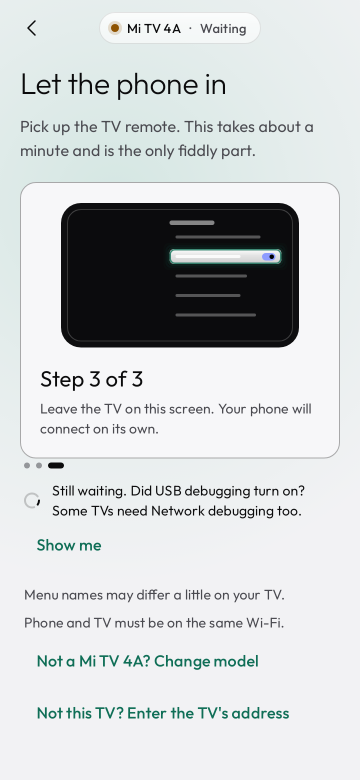 Mi TV 4A · Waiting
Let the phone in
Pick up the TV remote. This takes about a
minute and is the only fiddly part.
Step 3 of 3
Leave the TV on this screen. Your phone will
connect on its own.
Still waiting. Did USB debugging turn on?
Some TVs need Network debugging too.
Show me
Menu names may differ a little on your TV.
Phone and TV must be on the same Wi-Fi.
Not a Mi TV 4A? Change model
Not this TV? Enter the TV's address